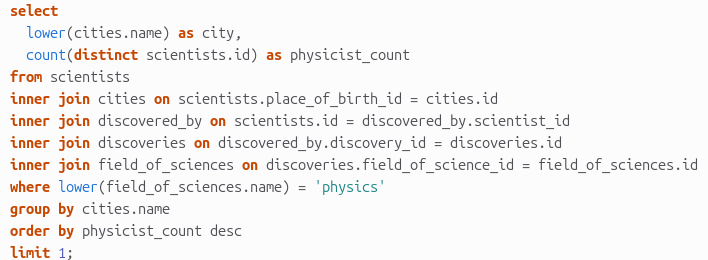 select
  lower(cities.name) as city,
  count(distinct scientists.id) as physicist_count
from scientists
inner join cities on scientists.place_of_birth_id = cities.id
inner join discovered_by on scientists.id = discovered_by.scientist_id
inner join discoveries on discovered_by.discovery_id = discoveries.id
inner join field_of_sciences on discoveries.field_of_science_id = field_of_sciences.id
where lower(field_of_sciences.name) = 'physics'
group by cities.name
order by physicist_count desc
limit 1;